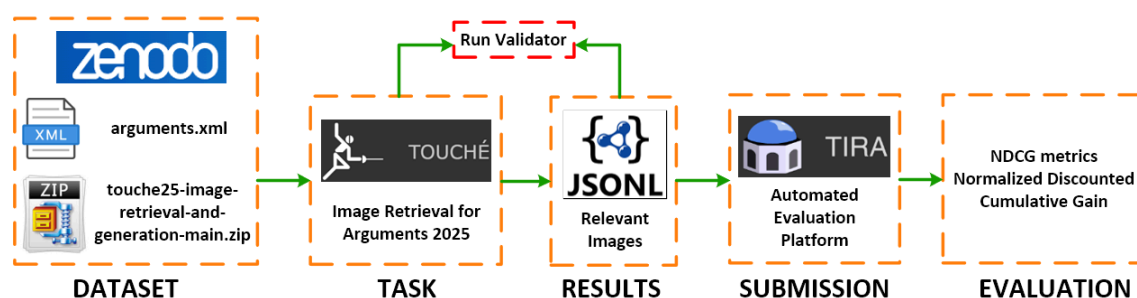 zenodo
XML
arguments.xml
ZIP
touche25-image-
retrieval-and-
generation-main.zip
DATASET
Run Validator
TOUCHÉ
Image Retrieval for
Arguments 2025
TASK
{ }
JSONL
Relevant
Images
RESULTS
TIRA
Automated
Evaluation
Platform
SUBMISSION
NDCG metrics
Normalized Discounted
Cumulative Gain
EVALUATION